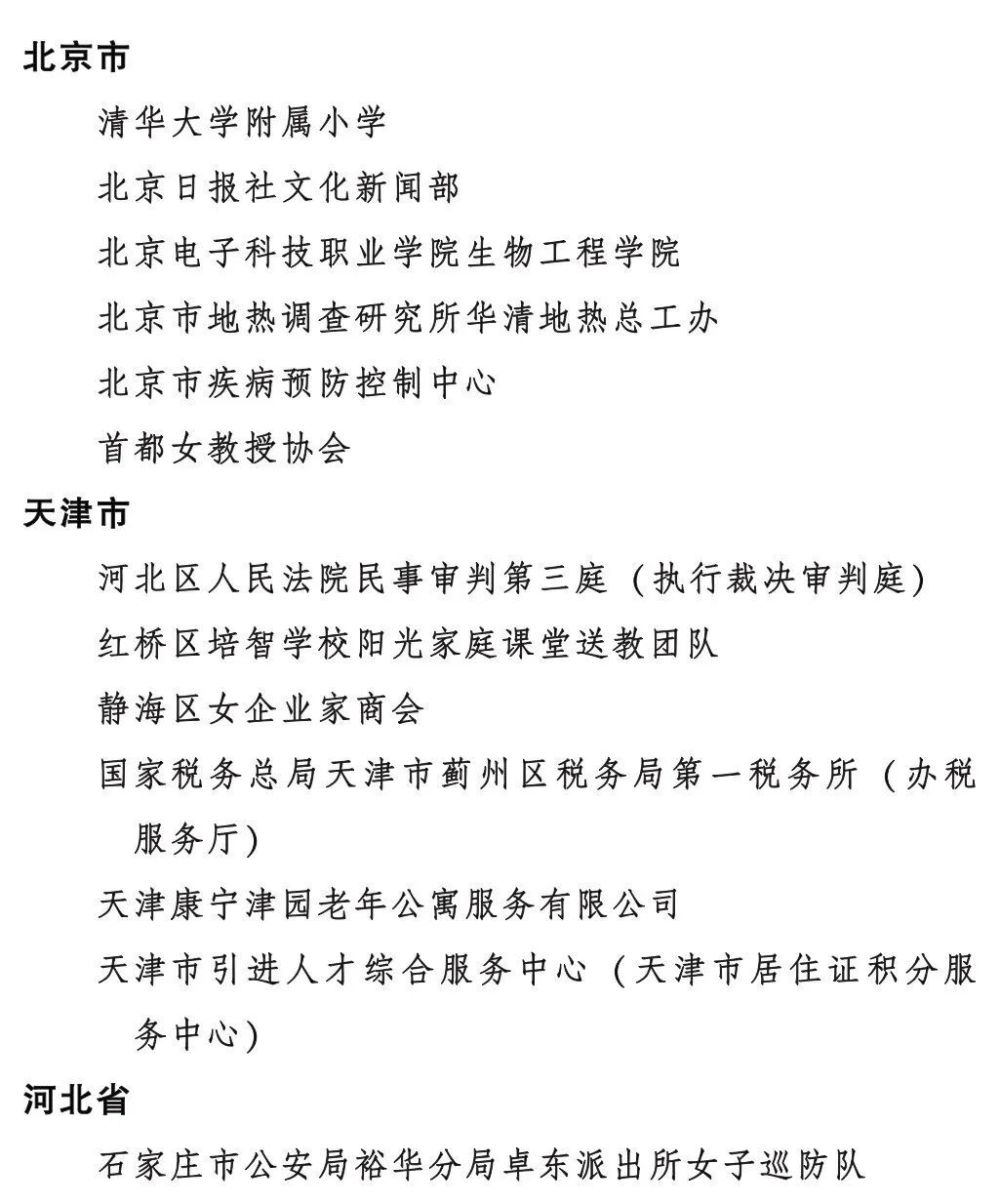 北京市
清华大学附属小学
北京日报社文化新闻部
北京电子科技职业学院生物工程学院
北京市地热调查研究所华清地热总工办
北京市疾病预防控制中心
首都女教授协会
天津市
河北区人民法院民事审判第三庭（执行裁决审判庭）
红桥区培智学校阳光家庭课堂送教团队
静海区女企业家商会
国家税务总局天津市蓟州区税务局第一税务所（办税
服务厅）
天津康宁津园老年公寓服务有限公司
天津市引进人才综合服务中心（天津市居住证积分服
务中心）
河北省
石家庄市公安局裕华分局卓东派出所女子巡防队